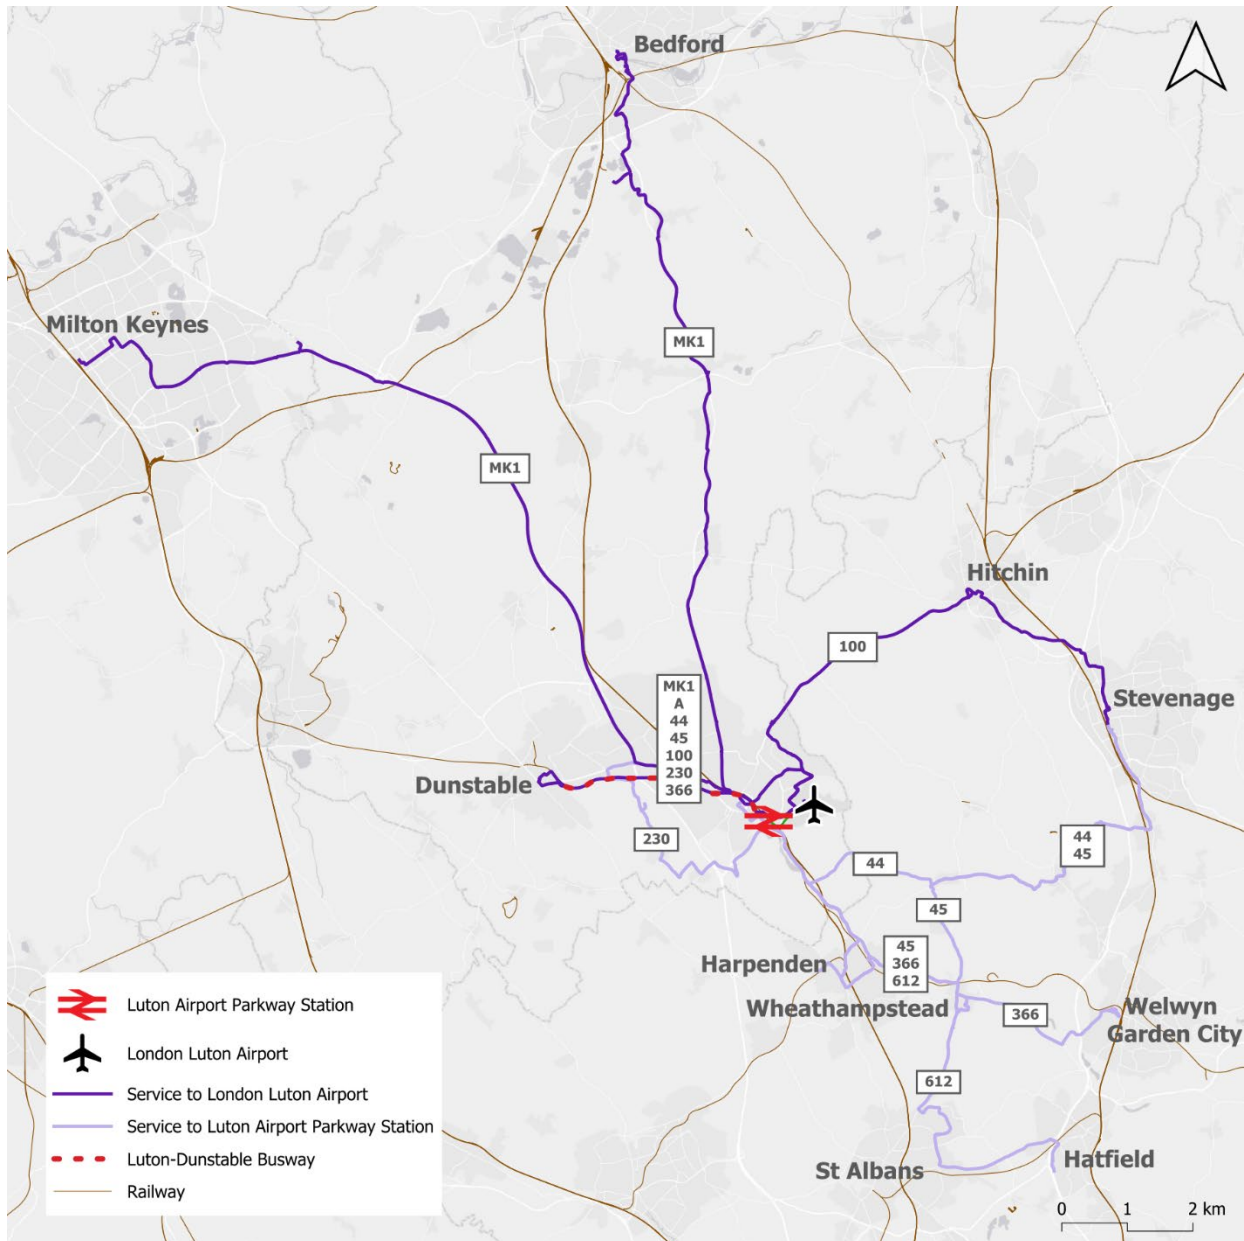 Bedford
Milton Keynes
MK1
MK1
Hitchin
100
Stevenage
MK1
A
44
45
100
230
366
Dunstable
230
44
45
44
45
45
366
612
Harpenden
Wheathampstead
366
Welwyn
Garden City
612
St Albans
Hatfield
Luton Airport Parkway Station
London Luton Airport
Service to London Luton Airport
Service to Luton Airport Parkway Station
Luton-Dunstable Busway
Railway
0 1 2 km